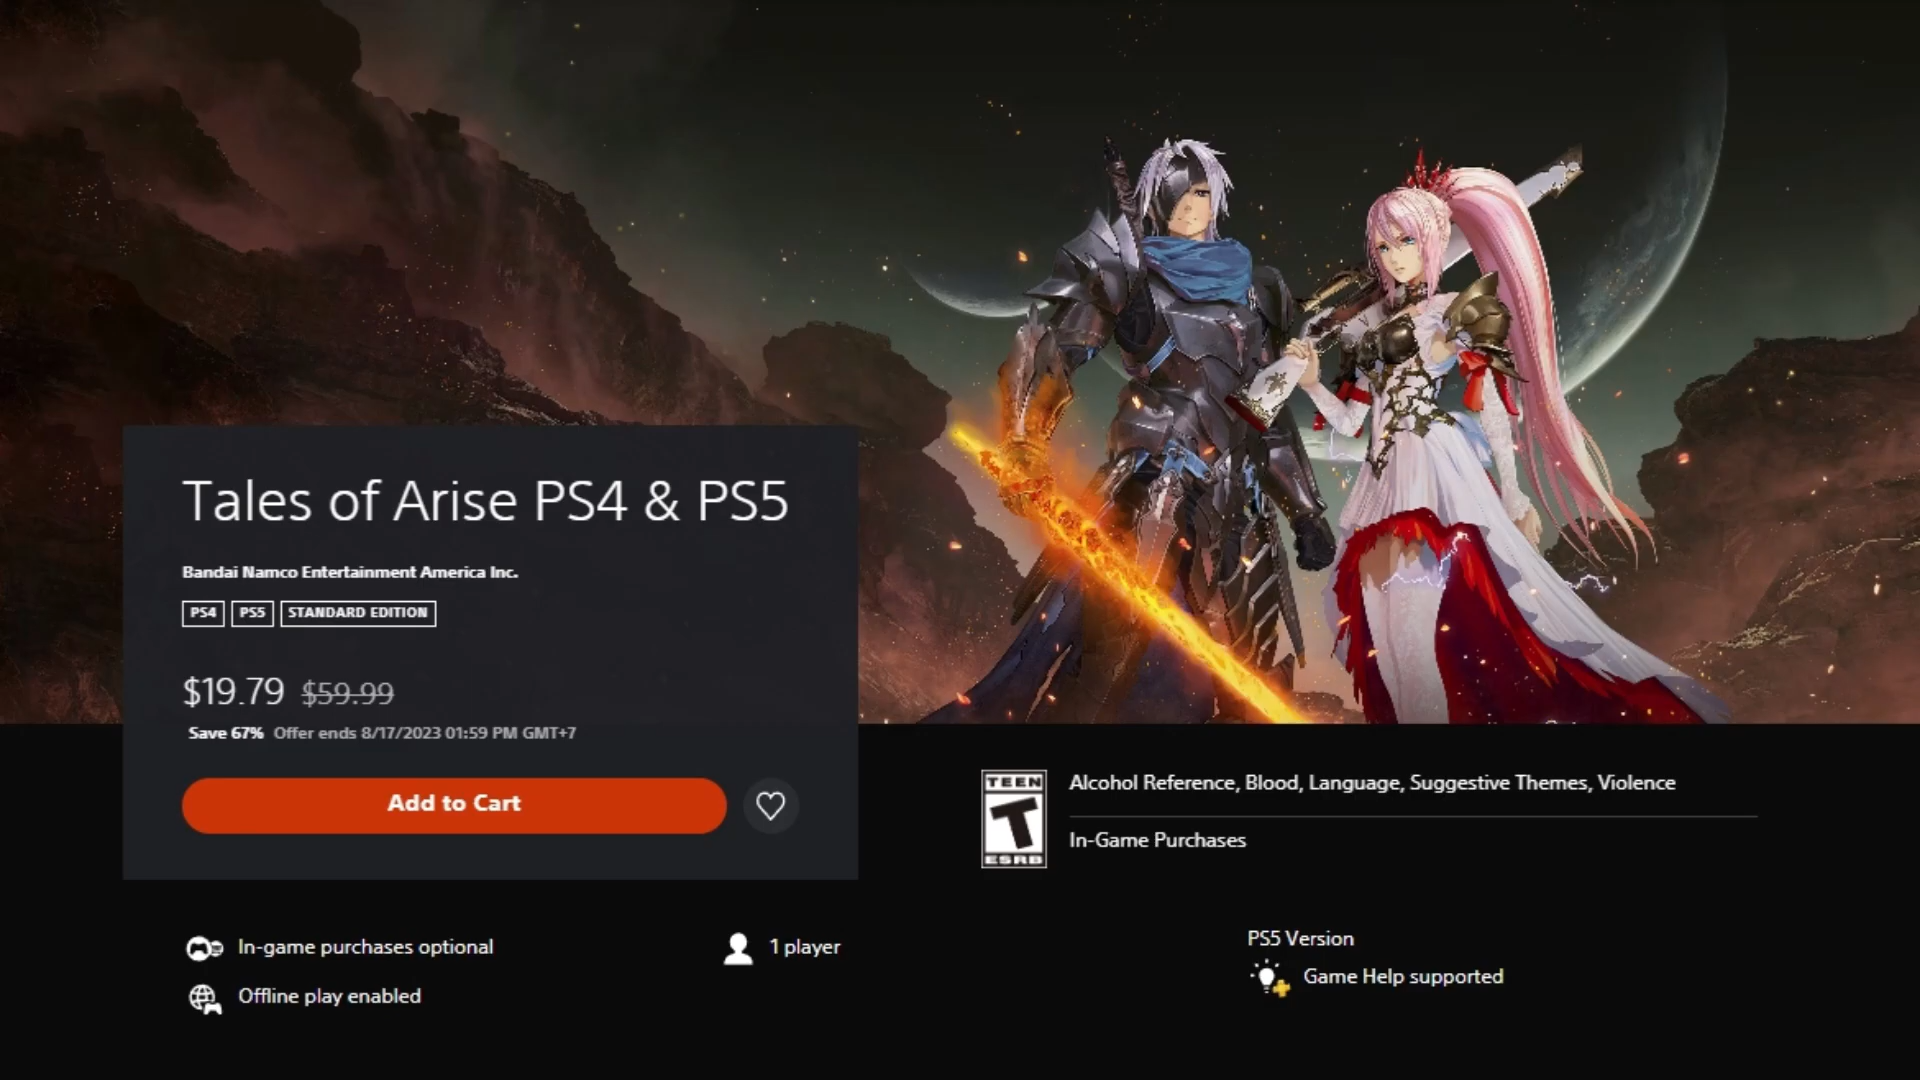 Tales of Arise PS4 & PS5
Bandai Namco Entertainment America Inc.
PS4 PS5 STANDARD EDITION
$19.79 $59.99
Save 67% Offer ends 8/17/2023 01:59 PM GMT+7
Add to Cart
TEEN
T
ESRB
Alcohol Reference, Blood, Language, Suggestive Themes, Violence
In-Game Purchases
In-game purchases optional
1 player
Offline play enabled
PS5 Version
Game Help supported